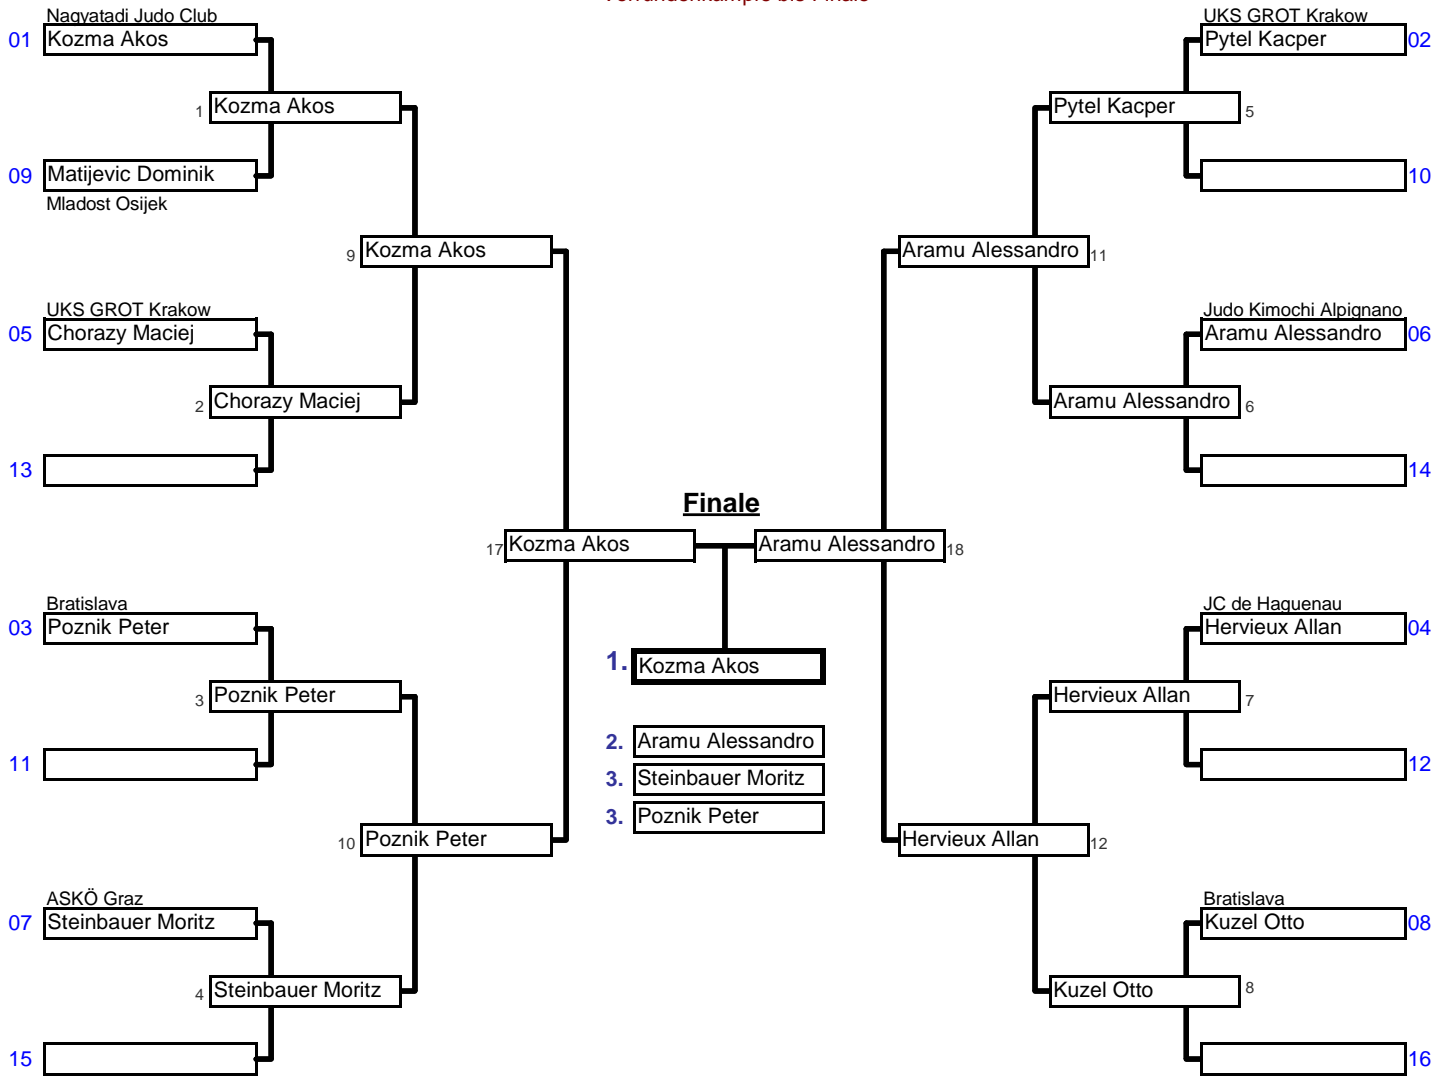 Vorrundenkämpfe bis Finale
Nagyatadi Judo Club
01 Kozma Akos
1 Kozma Akos
09 Matijevic Dominik
Mladost Osijek
9 Kozma Akos
UKS GROT Krakow
05 Chorazy Maciej
2 Chorazy Maciej
13
17 Kozma Akos
Bratislava
03 Poznik Peter
3 Poznik Peter
11
10 Poznik Peter
ASKÖ Graz
07 Steinbauer Moritz
4 Steinbauer Moritz
15
Finale
1. Kozma Akos
2. Aramu Alessandro
3. Steinbauer Moritz
3. Poznik Peter
UKS GROT Krakow
Pytel Kacper 02
Pytel Kacper 5
10
Aramu Alessandro 11
Judo Kimochi Alpignano
Aramu Alessandro 06
Aramu Alessandro 6
14
Aramu Alessandro 18
JC de Haguenau
Hervieux Allan 04
Hervieux Allan 7
12
Hervieux Allan 12
Bratislava
Kuzel Otto 08
Kuzel Otto 8
16